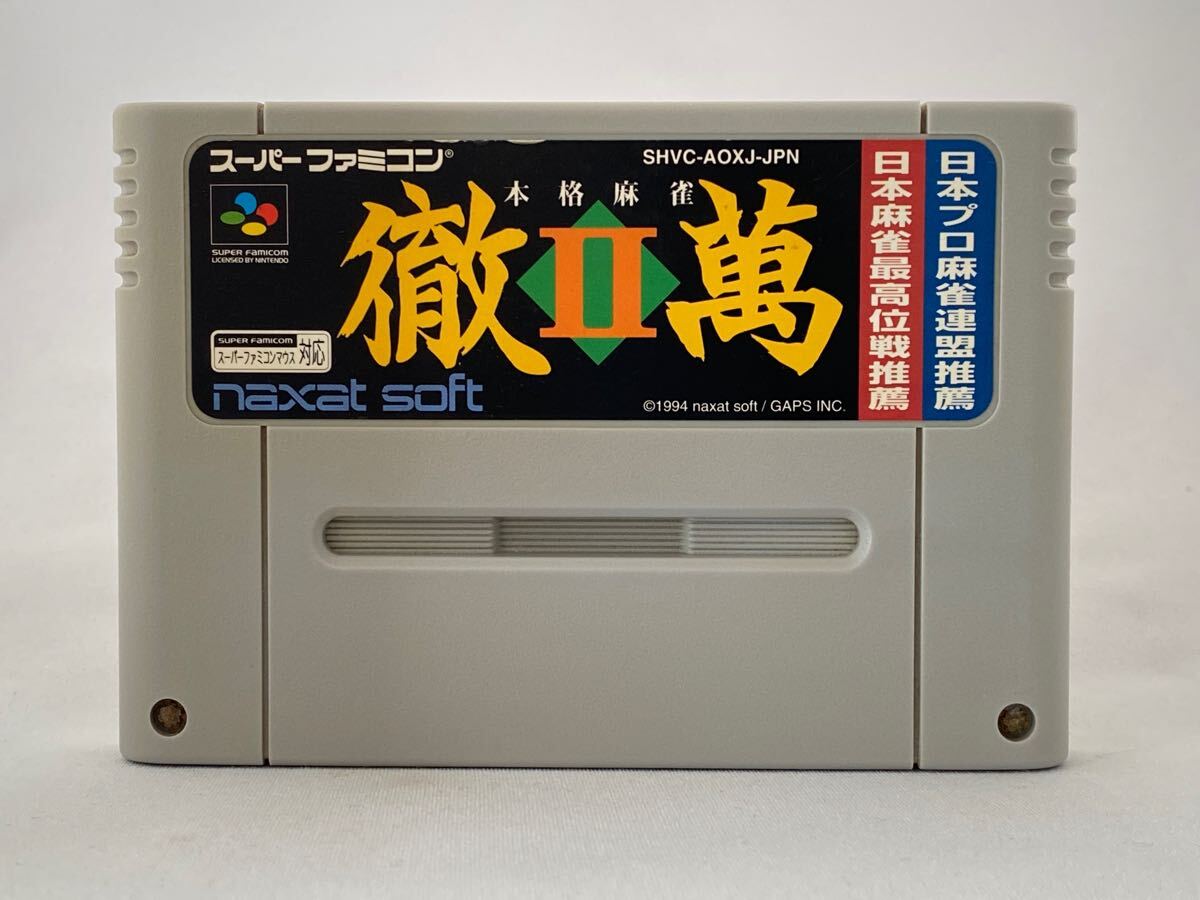 スーパーファミコン®
SHVC-AOXJ-JPN
本格麻雀
徹II萬
SUPER FAMICOM
LICENSED BY NINTENDO
SUPER FAMICOM
スーパーファミコンマウス対応
naxat soft
©1994 naxat soft / GAPS INC.
日本プロ麻雀連盟推薦
日本麻雀最高位戦推薦